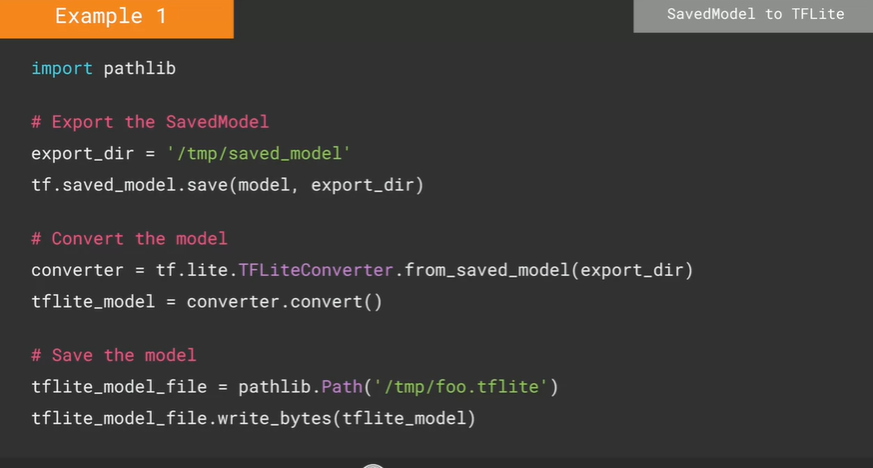 Example 1
SavedModel to TFLite
import pathlib
# Export the SavedModel
export_dir = '/tmp/saved_model'
tf.saved_model.save(model, export_dir)
# Convert the model
converter = tf.lite.TFLiteConverter.from_saved_model(export_dir)
tflite_model = converter.convert()
# Save the model
tflite_model_file = pathlib.Path('/tmp/foo.tflite')
tflite_model_file.write_bytes(tflite_model)